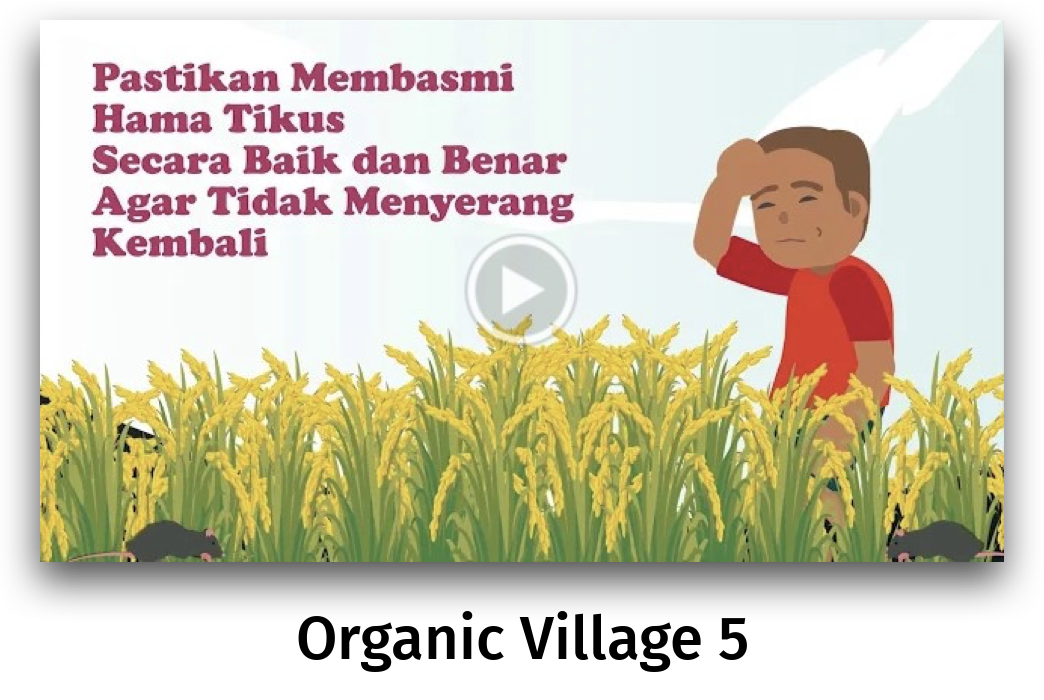 Pastikan Membasmi
Hama Tikus
Secara Baik dan Benar
Agar Tidak Menyerang
Kembali
Organic Village 5